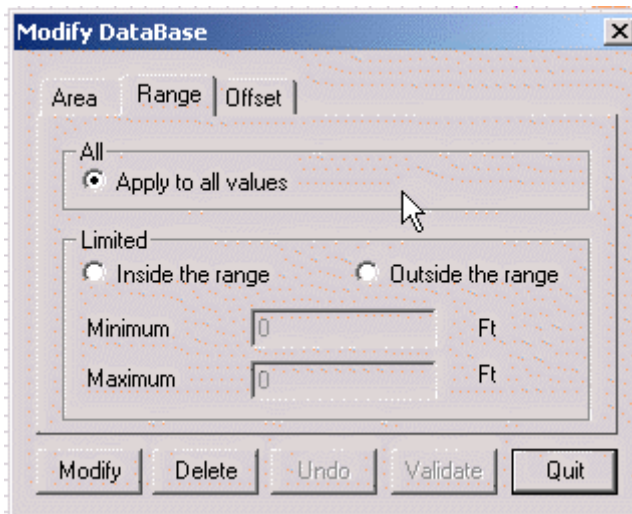 Modify DataBase
Area Range Offset
All
Apply to all values
Limited
Inside the range Outside the range
Minimum 0 Ft
Maximum 0 Ft
Modify Delete Undo Validate Quit